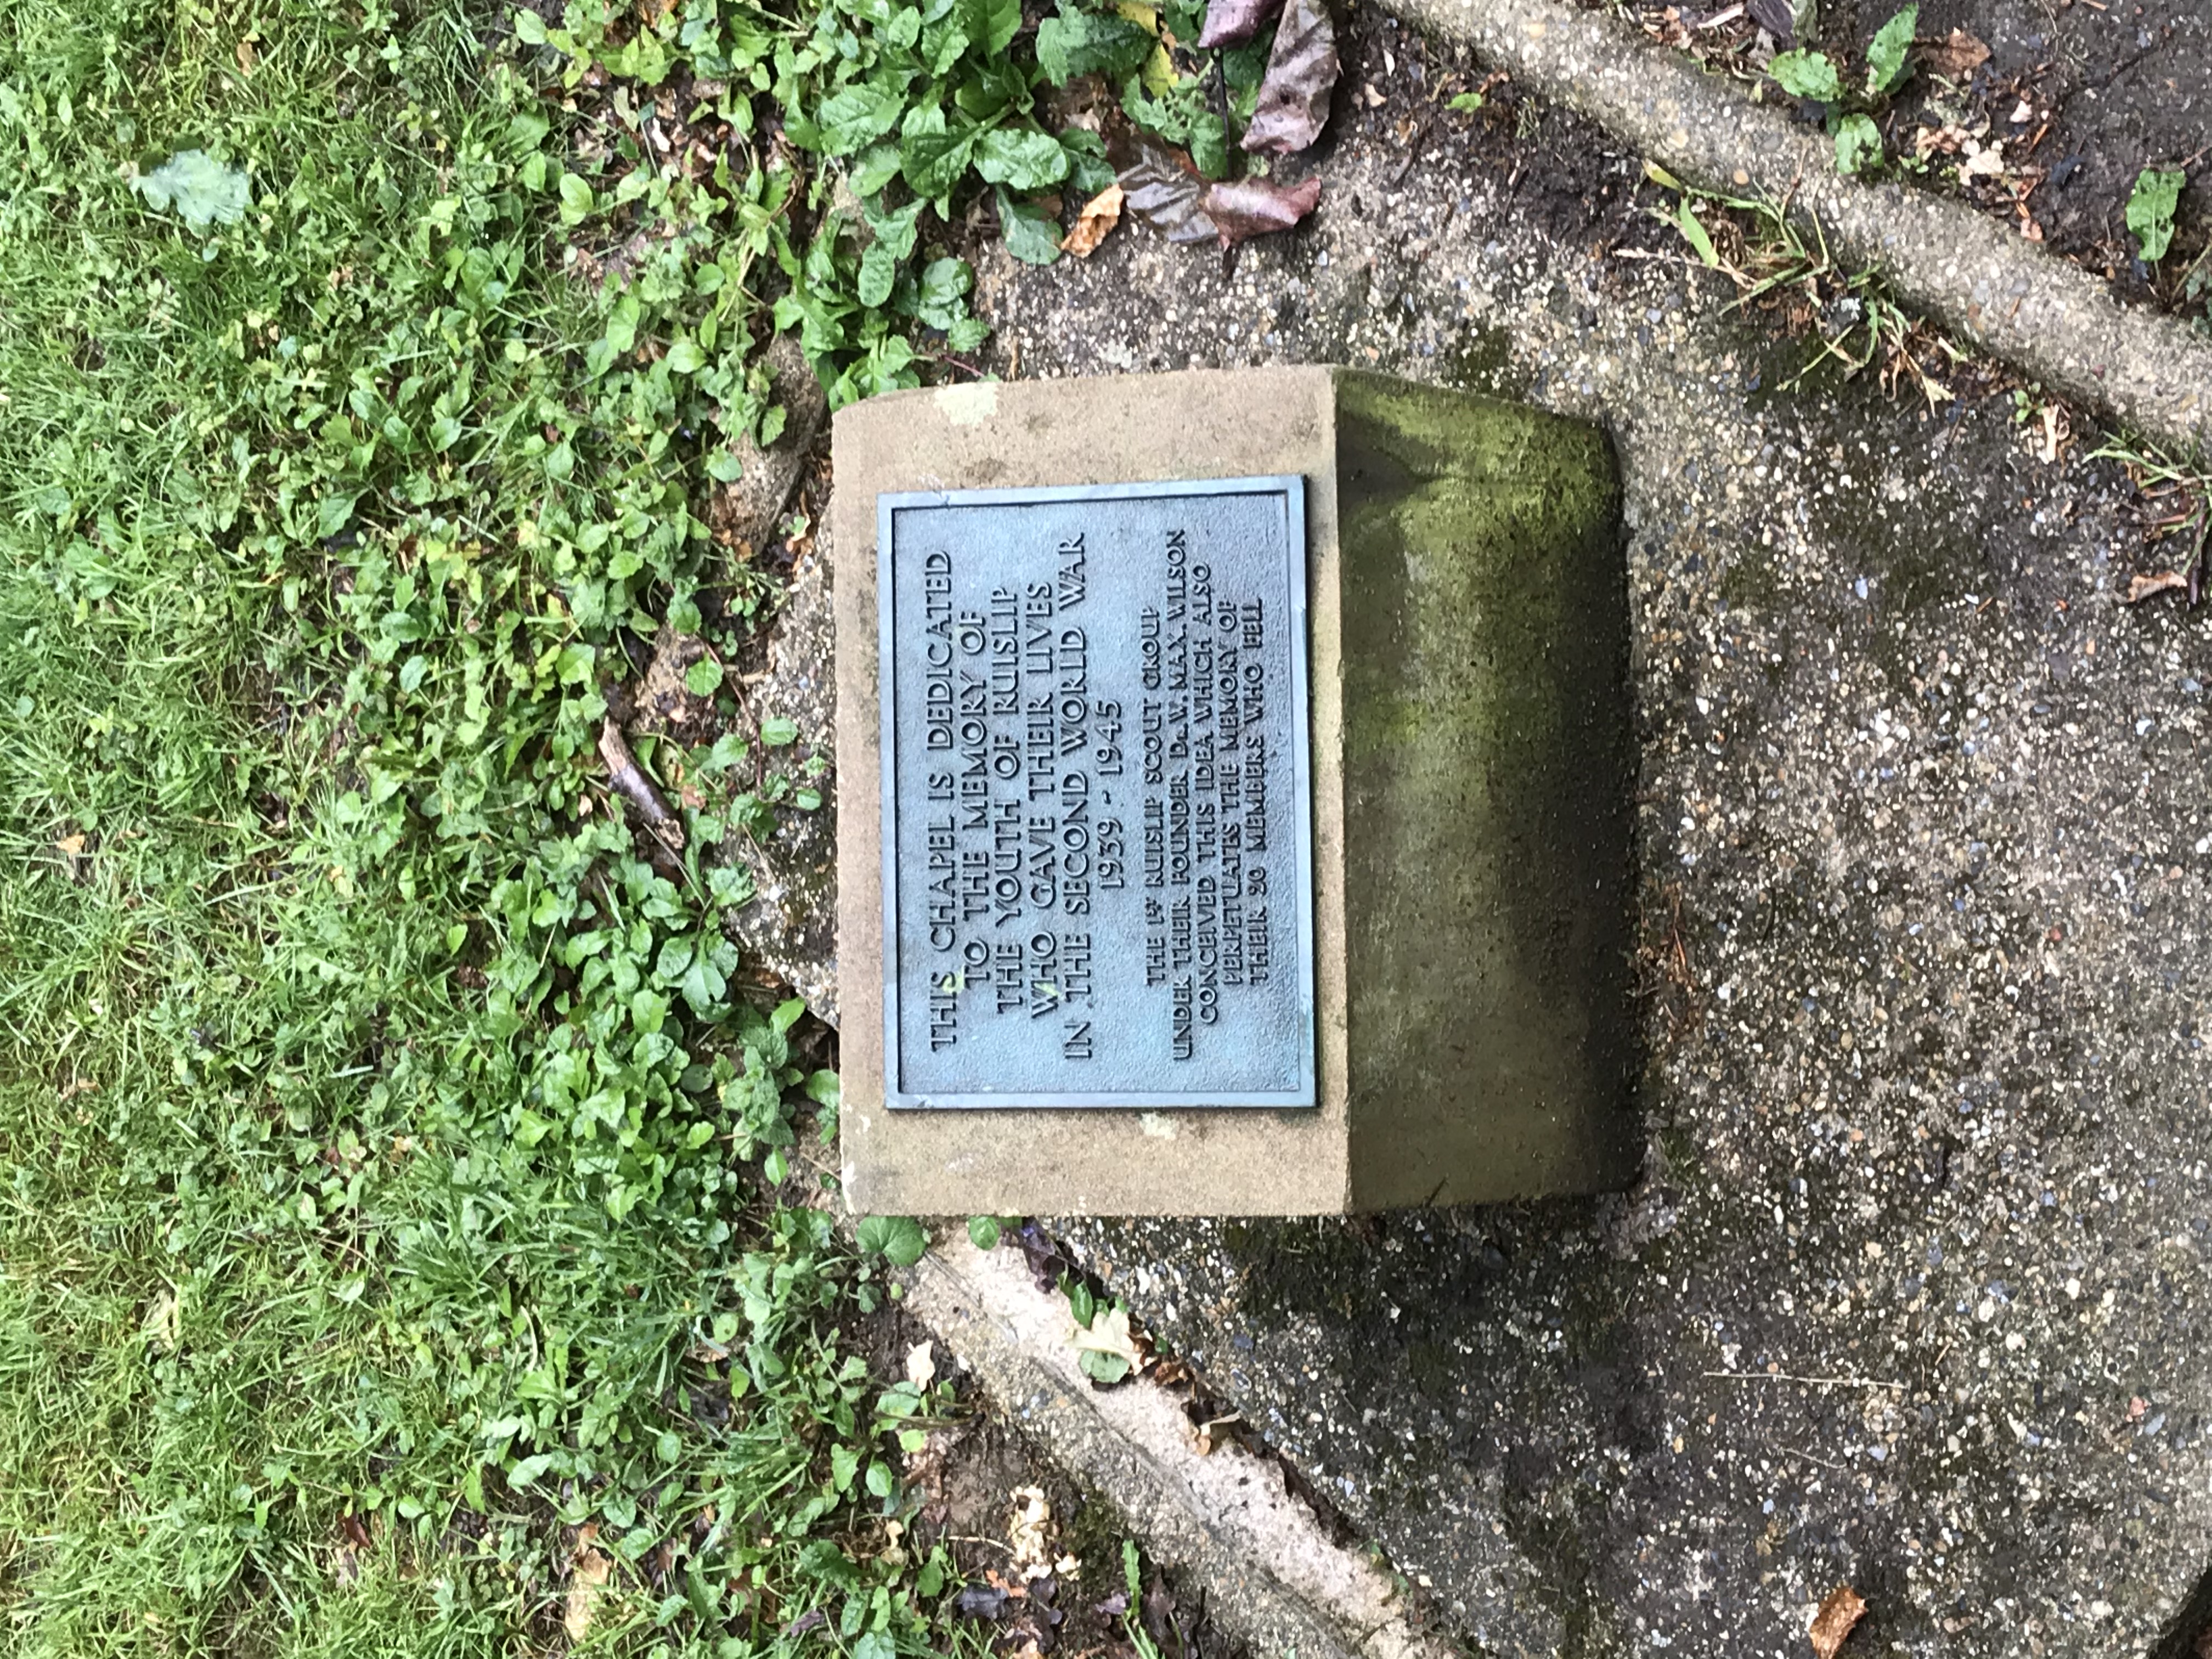 THIS CHAPEL IS DEDICATED
TO THE MEMORY OF
THE YOUTH OF RUISLIP
WHO GAVE THEIR LIVES
IN THE SECOND WORLD WAR
1939 - 1945
THE 1ST RUISLIP SCOUT GROUP
UNDER THEIR FOUNDER DR. W. MAX. WILSON
CONCEIVED THIS IDEA WHICH ALSO
PERPETUATES THE MEMORY OF
THEIR 20 MEMBERS WHO FELL